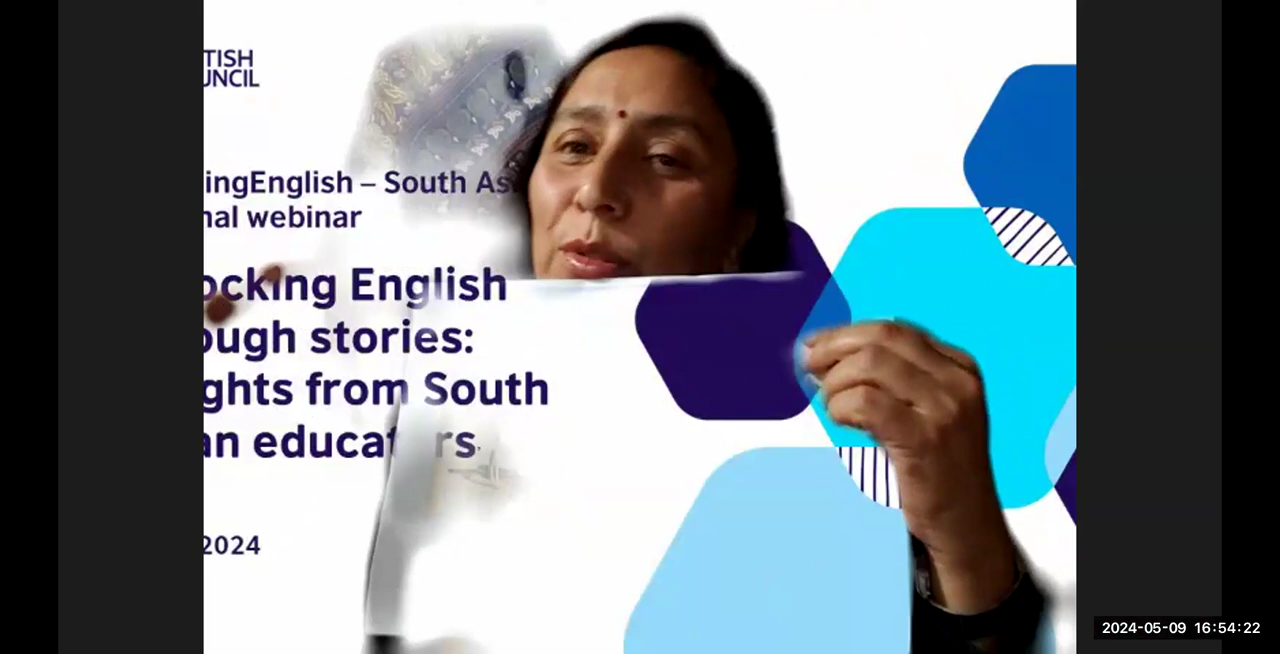 TISH
UNCIL
ingEnglish – South As
nal webinar
ocking English
ough stories:
ghts from South
an educat rs
2024
2024-05-09 16:54:22